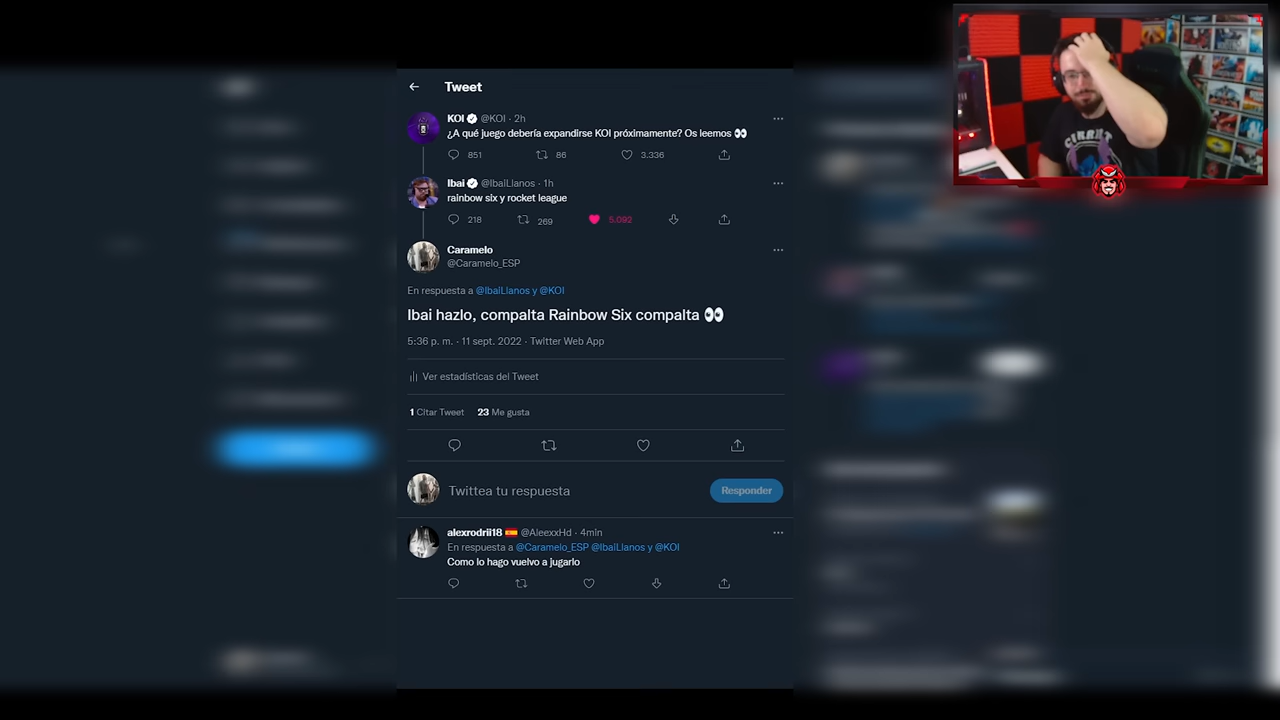 Tweet
KOI @KOI · 2h
¿A qué juego debería expandirse KOI próximamente? Os leemos 👀
851 86 3.336
Ibai @IbaiLlanos · 1h
rainbow six y rocket league
218 269 5.092
Caramelo
@Caramelo_ESP
En respuesta a @IbaiLlanos y @KOI
Ibai hazlo, compalta Rainbow Six compalta 👀
5:36 p. m. · 11 sept. 2022 · Twitter Web App
Ver estadísticas del Tweet
1 Citar Tweet 23 Me gusta
Twittea tu respuesta Responder
alexrodrii18 🇪🇸 @AleexxHd · 4min
En respuesta a @Caramelo_ESP @IbaiLlanos y @KOI
Como lo hago vuelvo a jugarlo